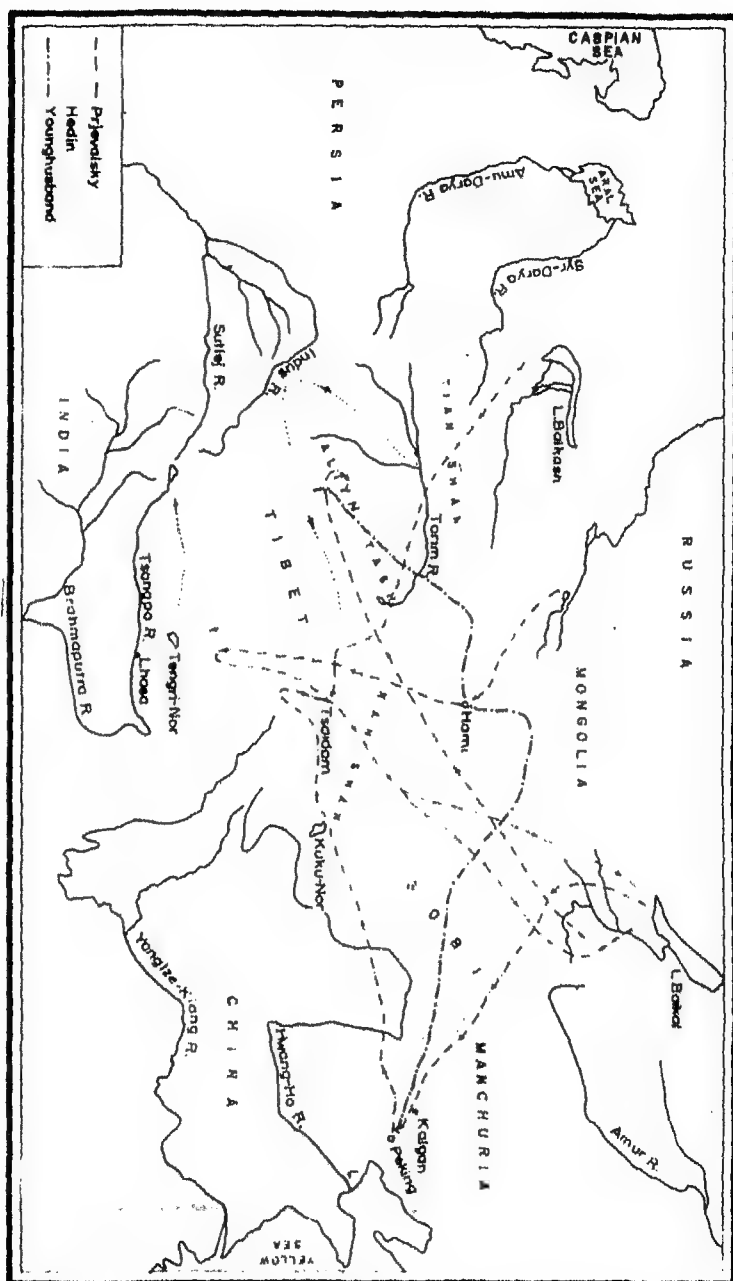 CASPIAN
SEA
ARAL
SEA
PERSIA
Amu-Darya R.
Syr-Darya R.
L.Balkash
RUSSIA
TIAN SHAN
Tarim R.
ALTYN TAGH
Indus R.
Sutlej R.
INDIA
TIBET
Tsangpo R.
Lhasa
Brahmaputra R.
Tengri-Nor
Hami
MONGOLIA
NAN SHAN
Tsaidam
Kuku-Nor
GOBI
L.Baikal
Amur R.
MANCHURIA
Kalgan
Peking
Hwang-Ho R.
CHINA
Yangtze-Kiang R.
YELLOW
SEA
Prjevalsky
Hedin
Younghusband